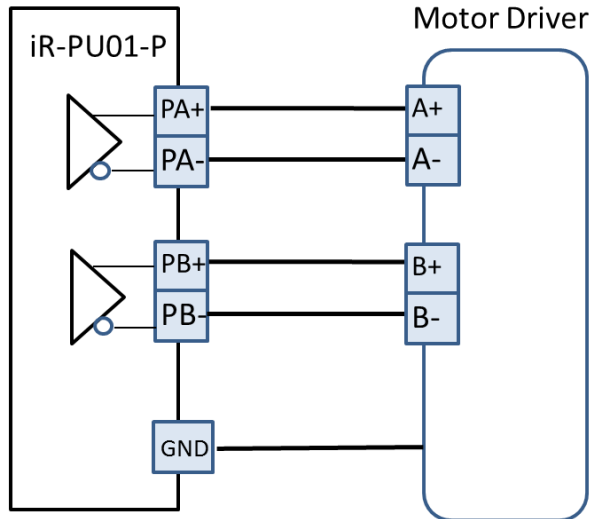 Motor Driver
iR-PU01-P
PA+
A+
PA-
A-
PB+
B+
PB-
B-
GND